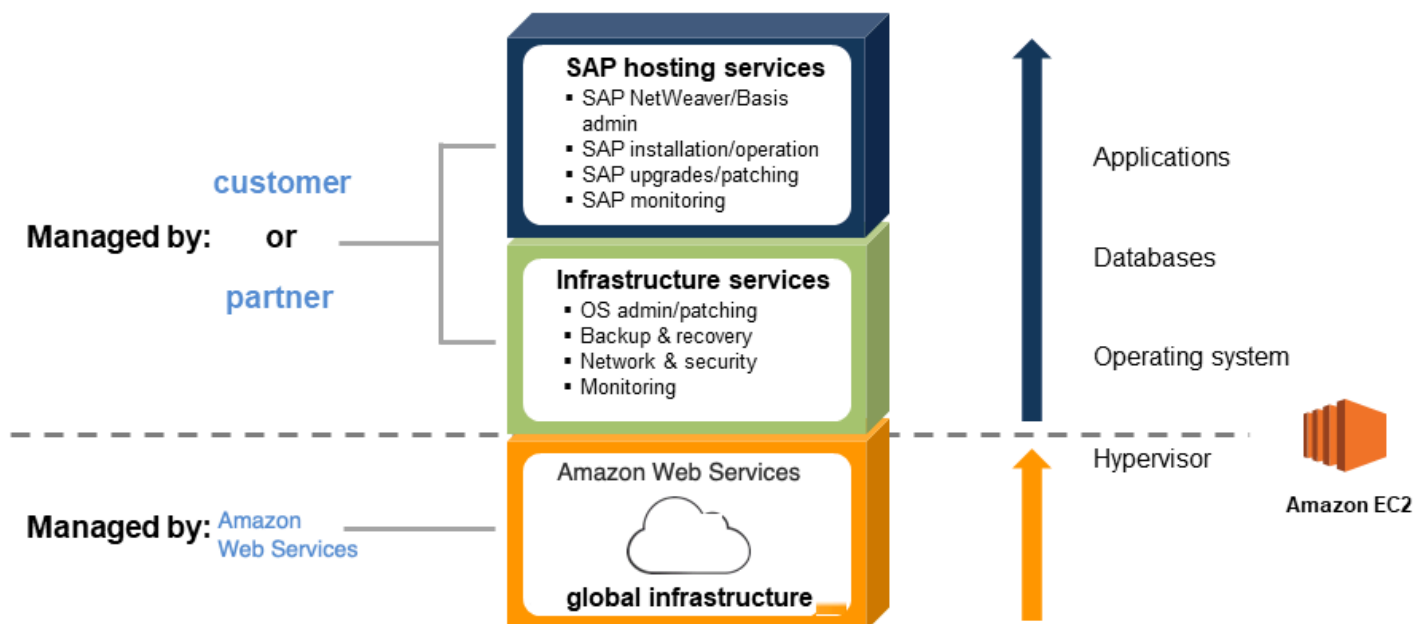 SAP hosting services
▪ SAP NetWeaver/Basis
admin
▪ SAP installation/operation
▪ SAP upgrades/patching
▪ SAP monitoring
customer
Managed by: or
partner
Infrastructure services
▪ OS admin/patching
▪ Backup & recovery
▪ Network & security
▪ Monitoring
Applications
Databases
Operating system
Hypervisor
Amazon EC2
Managed by: Amazon
Web Services
Amazon Web Services
global infrastructure